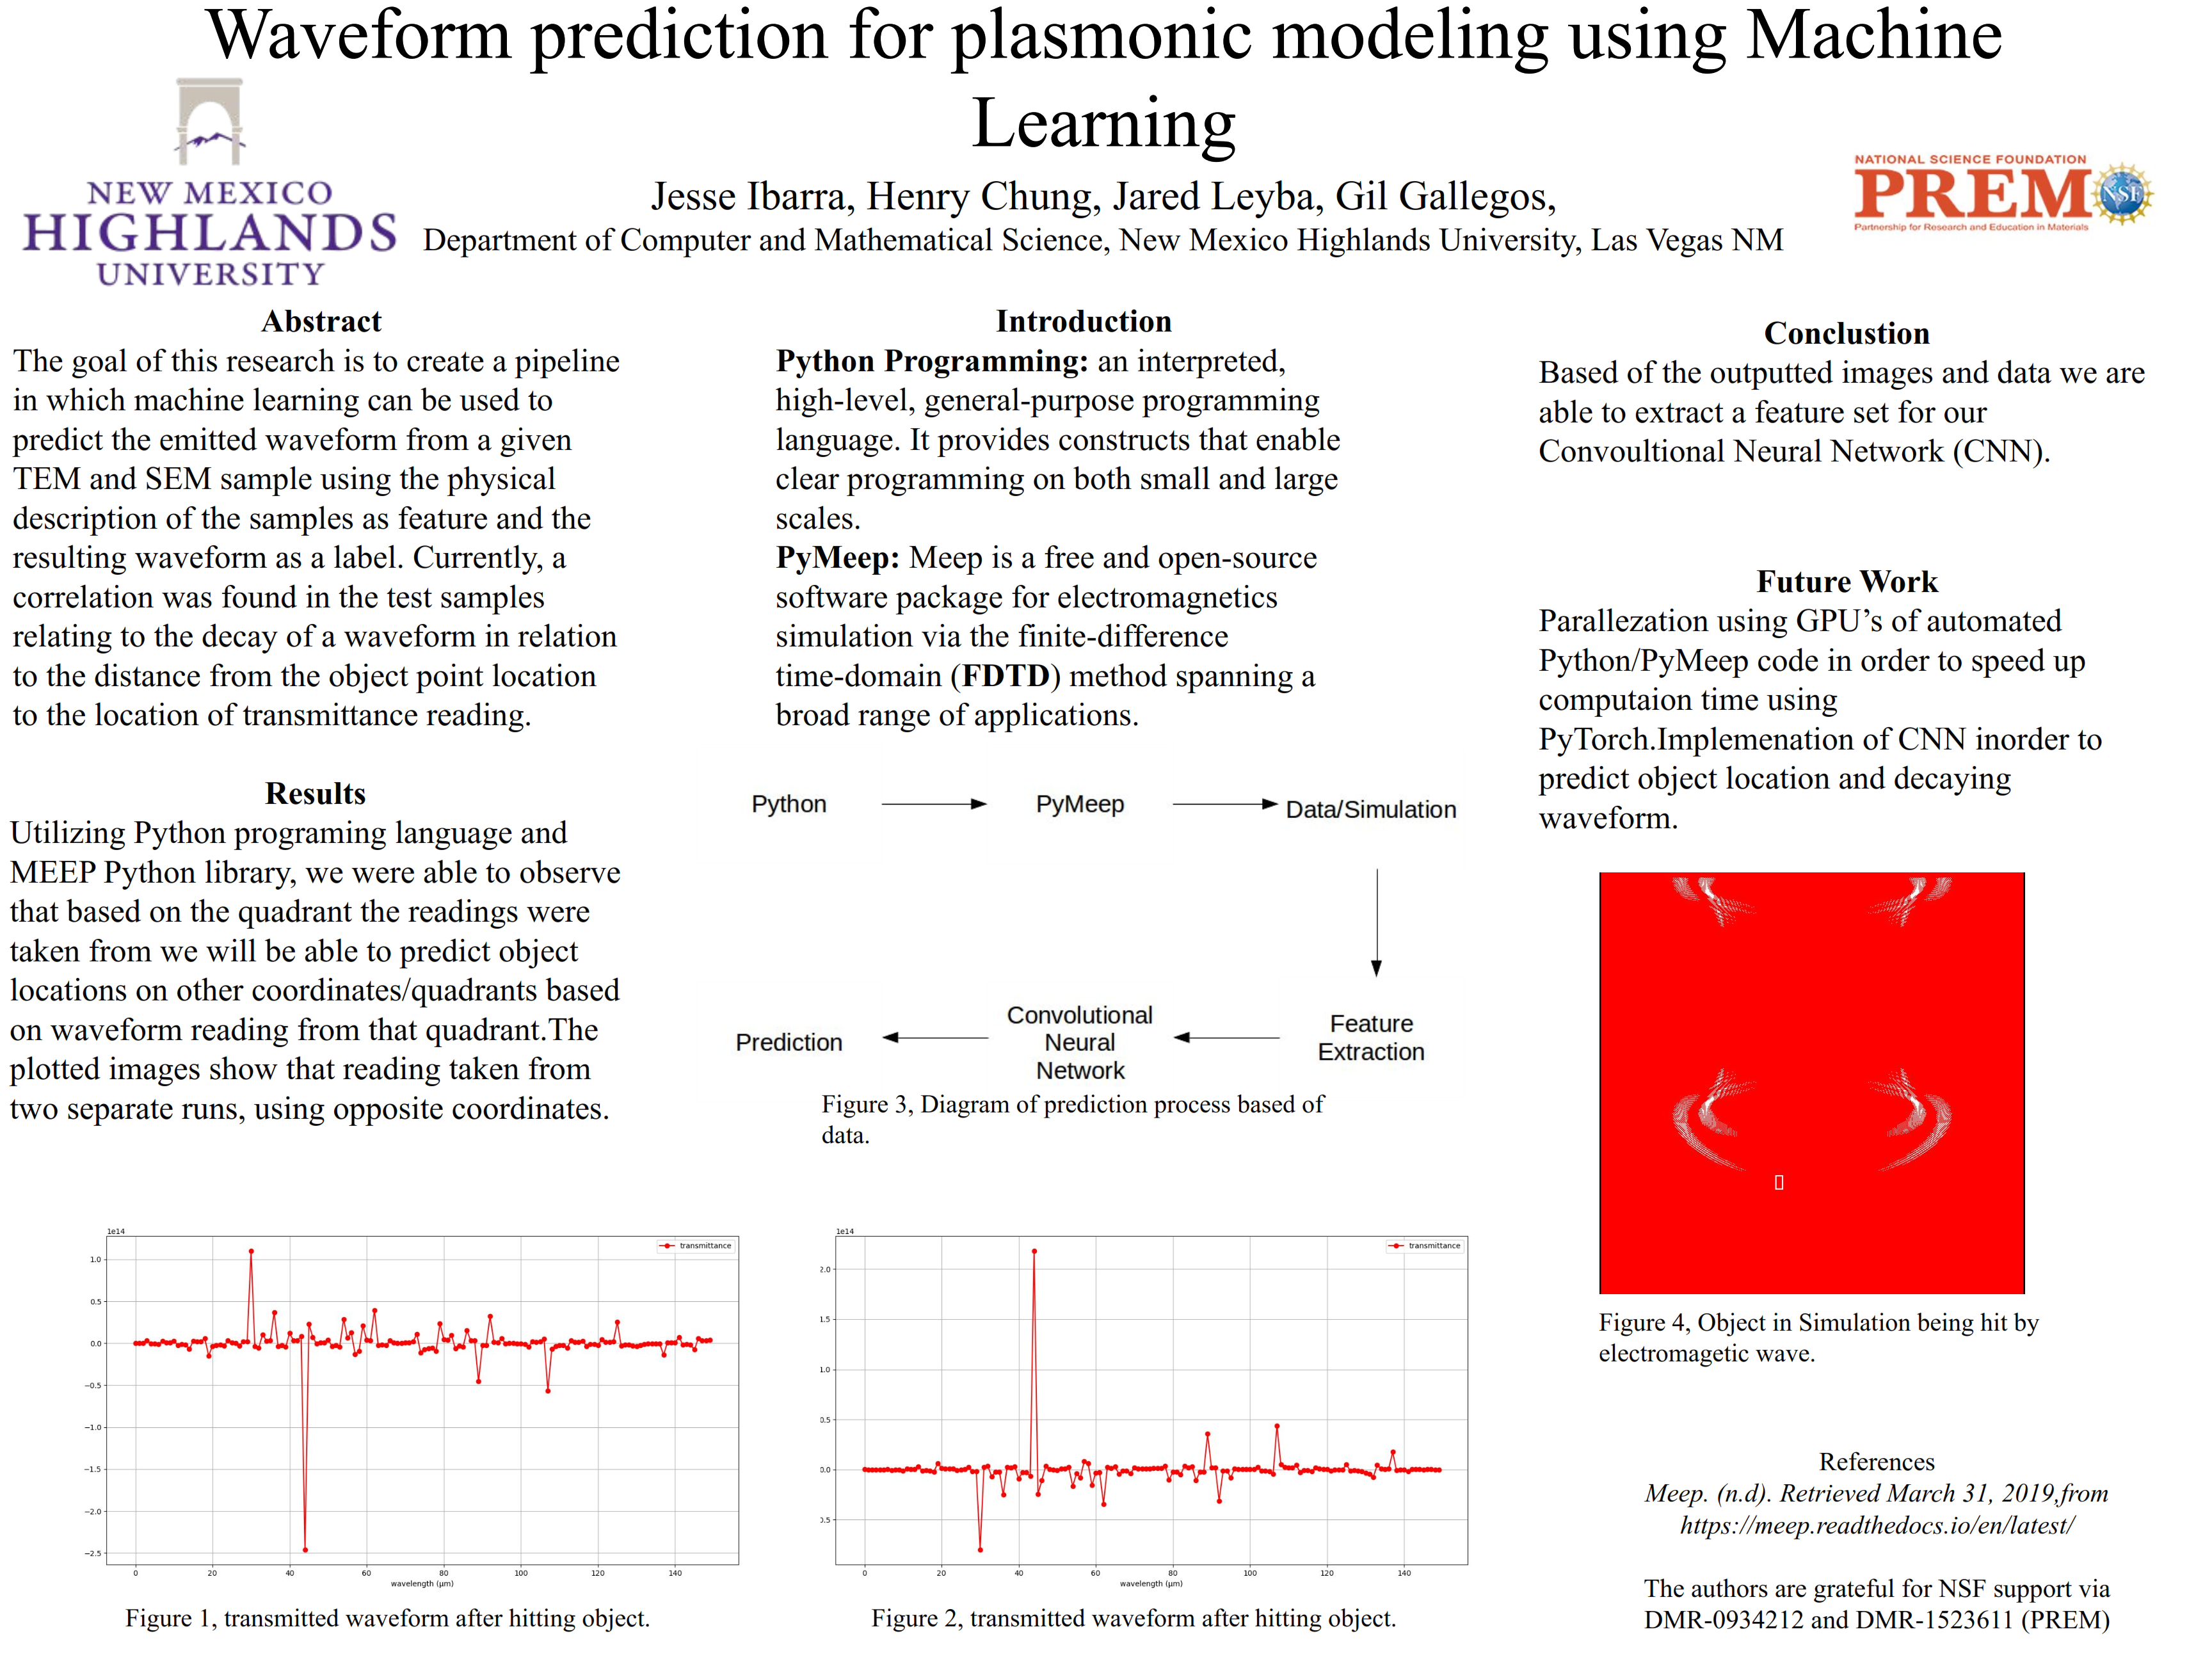 Waveform prediction for plasmonic modeling using Machine
Learning
NEW MEXICO
HIGHLANDS
UNIVERSITY
Jesse Ibarra, Henry Chung, Jared Leyba, Gil Gallegos,
Department of Computer and Mathematical Science, New Mexico Highlands University, Las Vegas NM
NATIONAL SCIENCE FOUNDATION
PREM
NSF
Partnership for Research and Education in Materials
Abstract
The goal of this research is to create a pipeline
in which machine learning can be used to
predict the emitted waveform from a given
TEM and SEM sample using the physical
description of the samples as feature and the
resulting waveform as a label. Currently, a
correlation was found in the test samples
relating to the decay of a waveform in relation
to the distance from the object point location
to the location of transmittance reading.
Results
Utilizing Python programing language and
MEEP Python library, we were able to observe
that based on the quadrant the readings were
taken from we will be able to predict object
locations on other coordinates/quadrants based
on waveform reading from that quadrant.The
plotted images show that reading taken from
two separate runs, using opposite coordinates.
Introduction
Python Programming: an interpreted,
high-level, general-purpose programming
language. It provides constructs that enable
clear programming on both small and large
scales.
PyMeep: Meep is a free and open-source
software package for electromagnetics
simulation via the finite-difference
time-domain (FDTD) method spanning a
broad range of applications.
Python
PyMeep
Data/Simulation
Feature
Extraction
Convolutional
Neural
Network
Prediction
Figure 3, Diagram of prediction process based of
data.
Conclustion
Based of the outputted images and data we are
able to extract a feature set for our
Convoultional Neural Network (CNN).
Future Work
Parallezation using GPU’s of automated
Python/PyMeep code in order to speed up
computaion time using
PyTorch.Implemenation of CNN inorder to
predict object location and decaying
waveform.
Figure 4, Object in Simulation being hit by
electromagetic wave.
1e14
transmittance
1.0
0.5
0.0
−0.5
−1.0
−1.5
−2.0
−2.5
0 20 40 60 80 100 120 140
wavelength (μm)
Figure 1, transmitted waveform after hitting object.
1e14
transmittance
2.0
1.5
1.0
0.5
0.0
0.5
0 20 40 60 80 100 120 140
wavelength (μm)
Figure 2, transmitted waveform after hitting object.
References
Meep. (n.d). Retrieved March 31, 2019,from
https://meep.readthedocs.io/en/latest/
The authors are grateful for NSF support via
DMR-0934212 and DMR-1523611 (PREM)